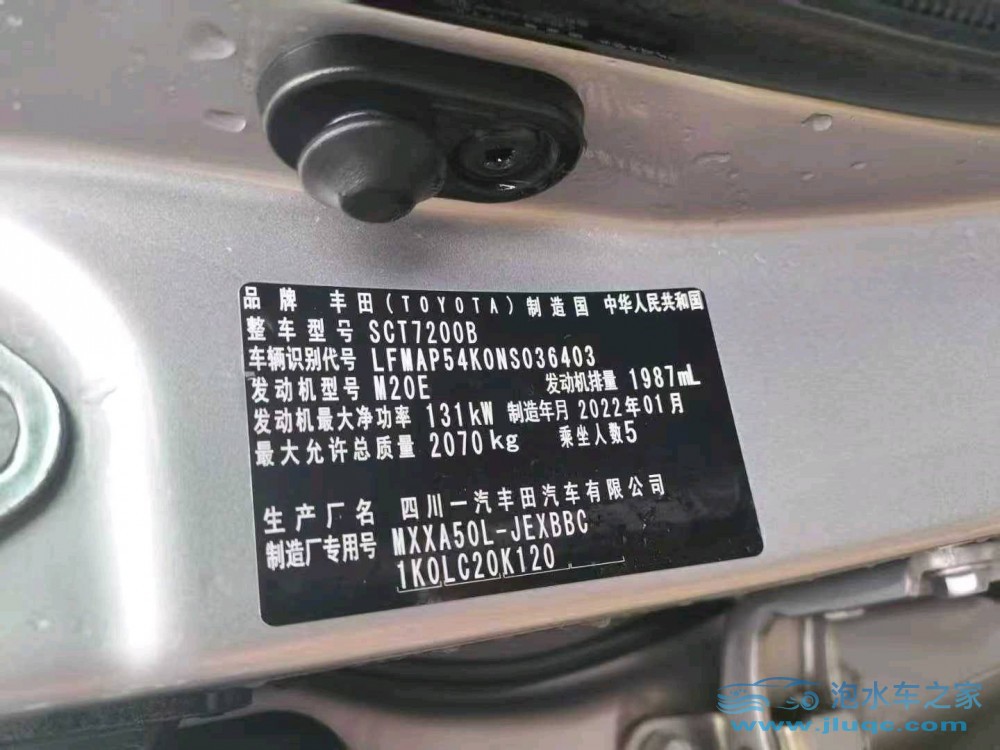 品牌 丰田(TOYOTA) 制造国 中华人民共和国
整车型号 SCT7200B
车辆识别代号 LFMAP54K0NS036403
发动机型号 M20E 发动机排量 1987mL
发动机最大净功率 131kW 制造年月 2022年01月
最大允许总质量 2070kg 乘坐人数5
生产厂名 四川一汽丰田汽车有限公司
制造厂专用号 MXXA50L-JEXBBC
1K0LC20K120
泡水车之家
www.jluqc.com